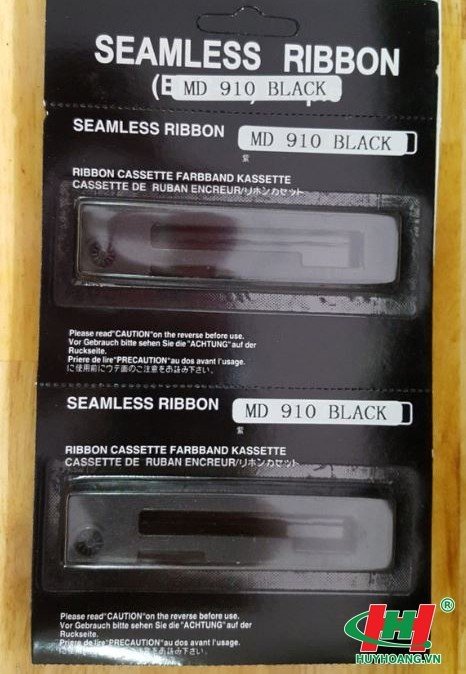 SEAMLESS RIBBON
MD 910 BLACK
SEAMLESS RIBBON MD 910 BLACK
紫
RIBBON CASSETTE FARBBAND KASSETTE
CASSETTE DE RUBAN ENCREUR/リボンカセット
Please read "CAUTION" on the reverse before use.
Vor Gebrauch bitte sehen Sie die "ACHTUNG" auf der
Ruckseite.
Priere de lire "PRECAUTION" au dos avant l'usage.
SEAMLESS RIBBON MD 910 BLACK
紫
RIBBON CASSETTE FARBBAND KASSETTE
CASSETTE DE RUBAN ENCREUR/リボンカセット
Please read "CAUTION" on the reverse before use.
Vor Gebrauch bitte sehen Sie die "ACHTUNG" auf der
Ruckseite.
Priere de lire "PRECAUTION" au dos avant l'usage.
H ®
HUYHOANG.VN